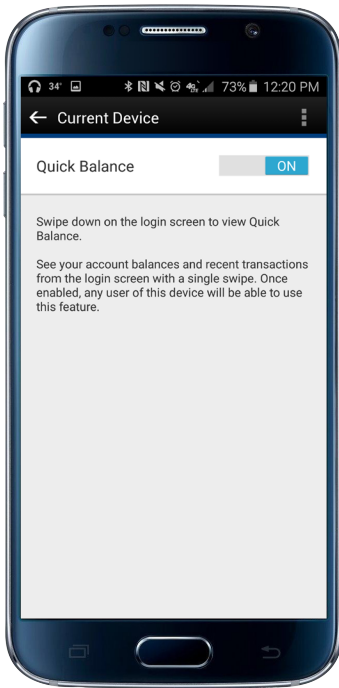 34° 4G LTE 73% 12:20 PM
Current Device
Quick Balance ON
Swipe down on the login screen to view Quick
Balance.
See your account balances and recent transactions
from the login screen with a single swipe. Once
enabled, any user of this device will be able to use
this feature.